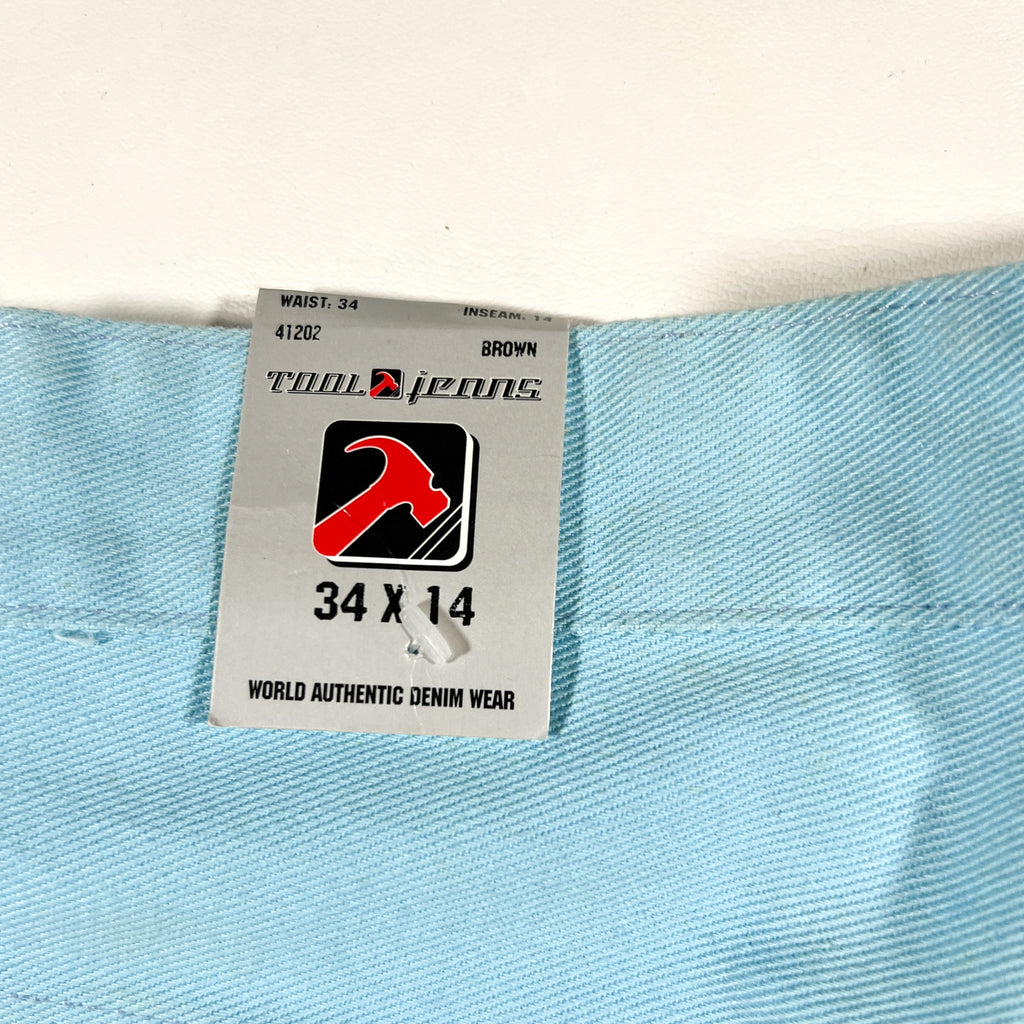 WAIST: 34 INSEAM: 14
41202 BROWN
TOOL jeans
34 X 14
WORLD AUTHENTIC DENIM WEAR